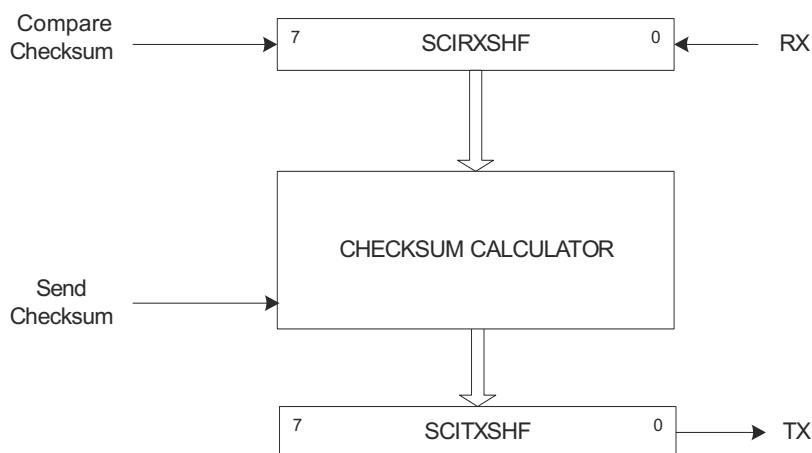 Compare
Checksum
7 SCIRXSHF 0
RX
CHECKSUM CALCULATOR
Send
Checksum
7 SCITXSHF 0
TX